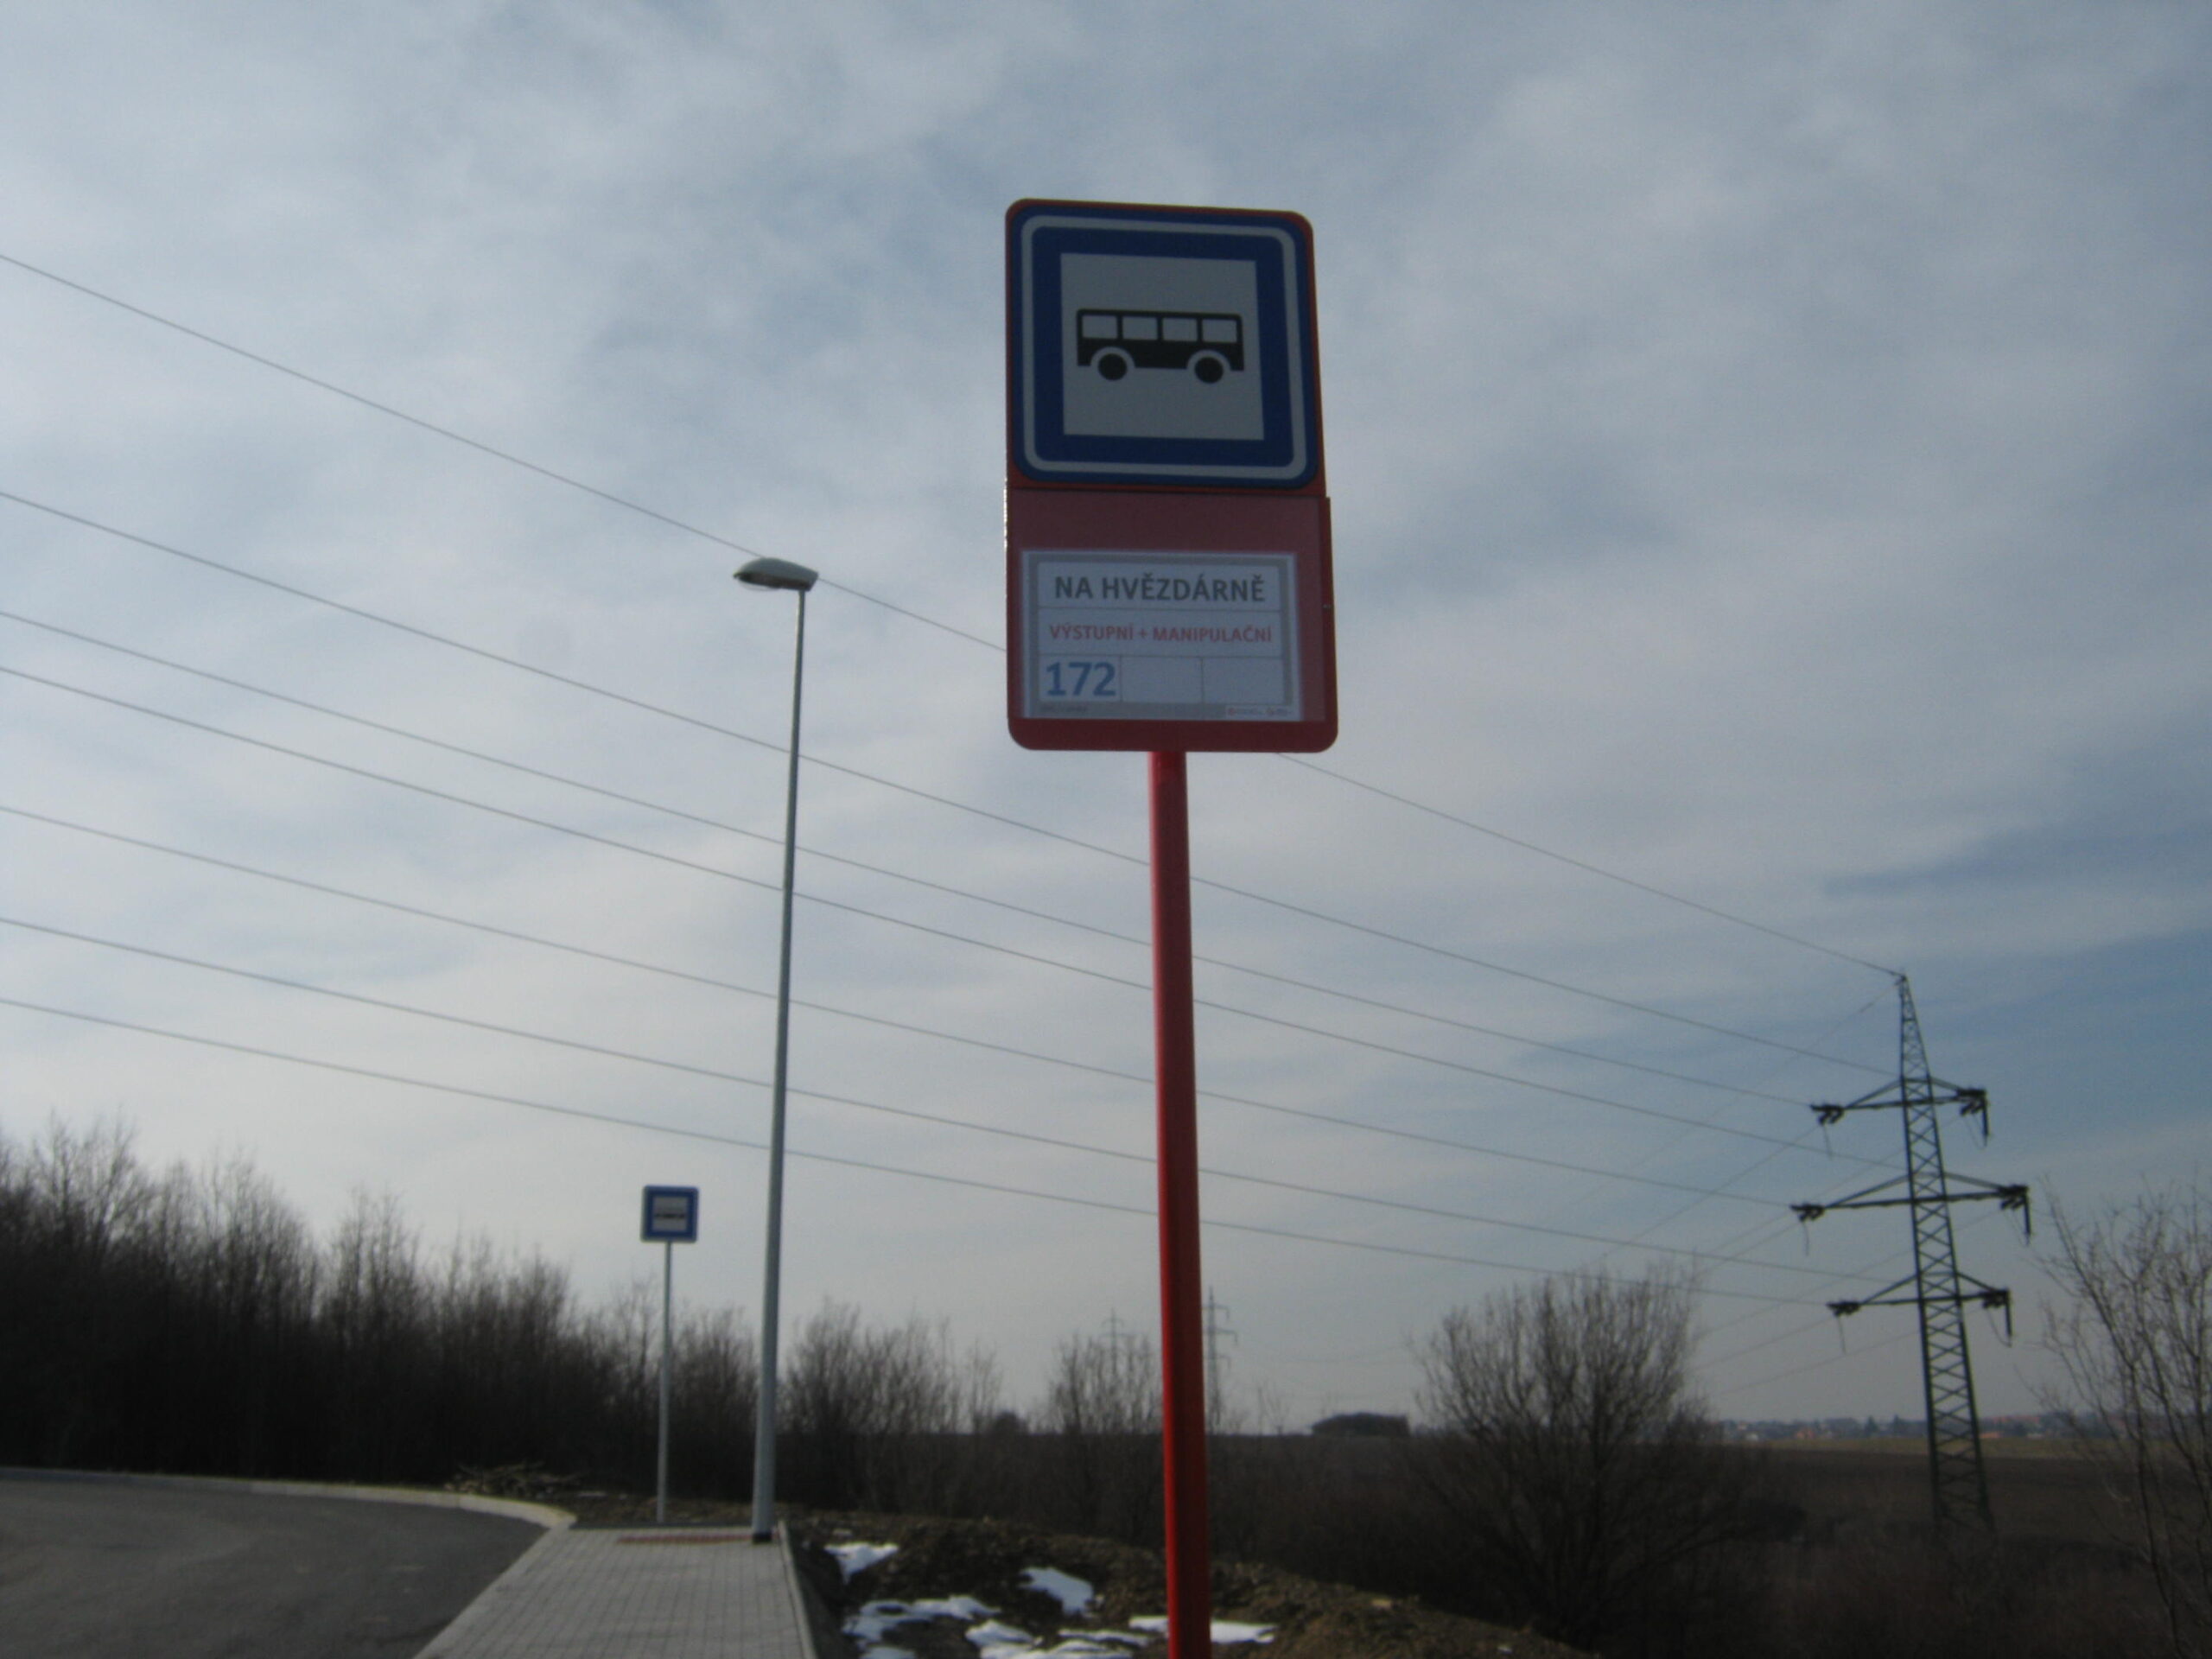 NA HVĚZDÁRNĚ
VÝSTUPNÍ + MANIPULAČNÍ
172